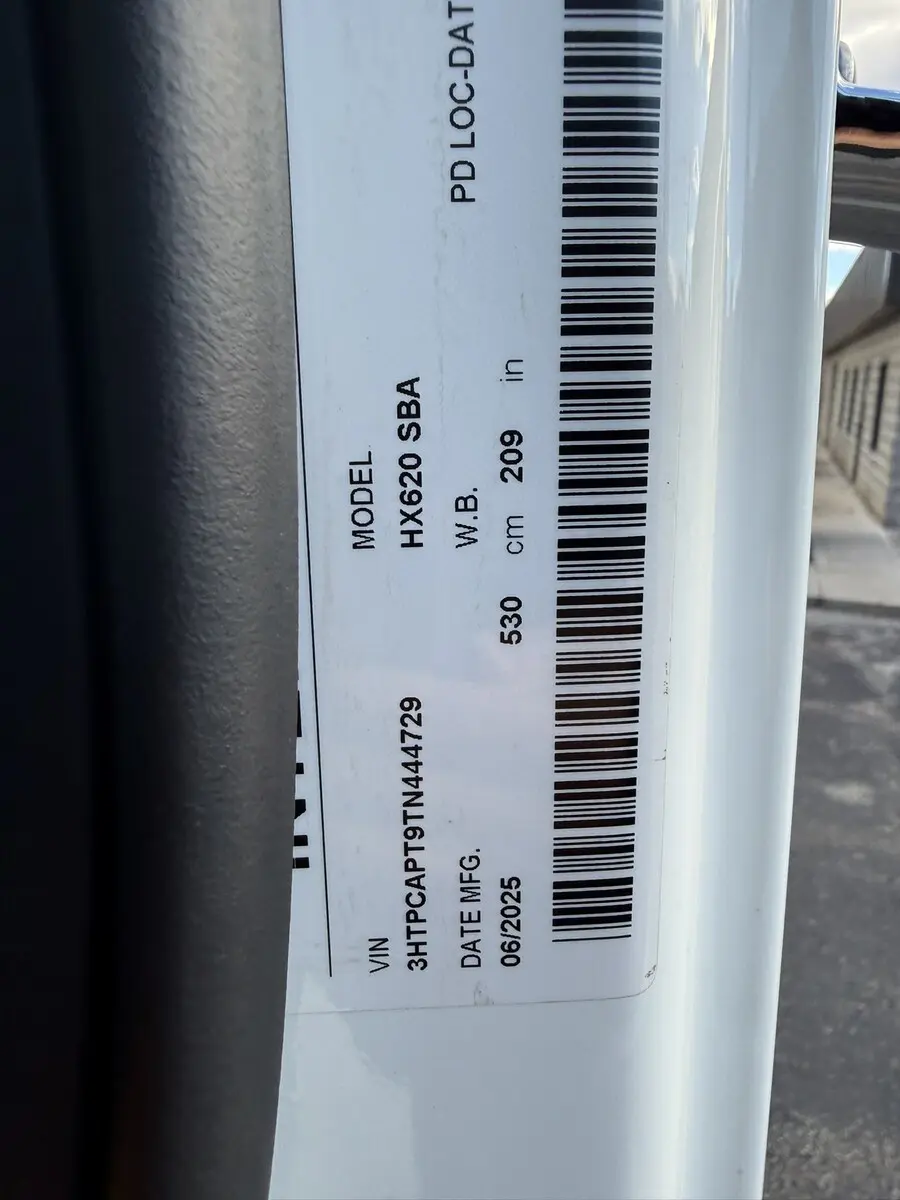 VIN MODEL
3HTPCAPT9TN444729 HX620 SBA
DATE MFG. W.B. PD LOC-DAT
06/2025 530 cm 209 in